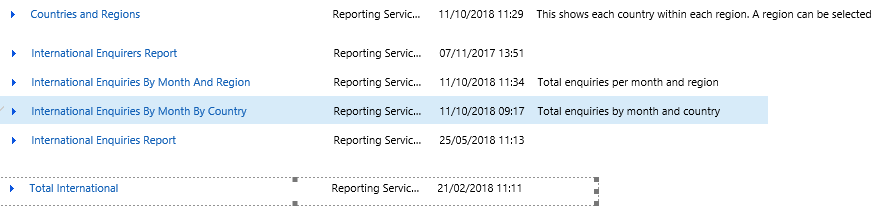 Countries and Regions Reporting Servic... 11/10/2018 11:29 This shows each country within each region. A region can be selected
International Enquirers Report Reporting Servic... 07/11/2017 13:51
International Enquiries By Month And Region Reporting Servic... 11/10/2018 11:34 Total enquiries per month and region
International Enquiries By Month By Country Reporting Servic... 11/10/2018 09:17 Total enquiries by month and country
International Enquiries Report Reporting Servic... 25/05/2018 11:13
Total International Reporting Servic... 21/02/2018 11:11